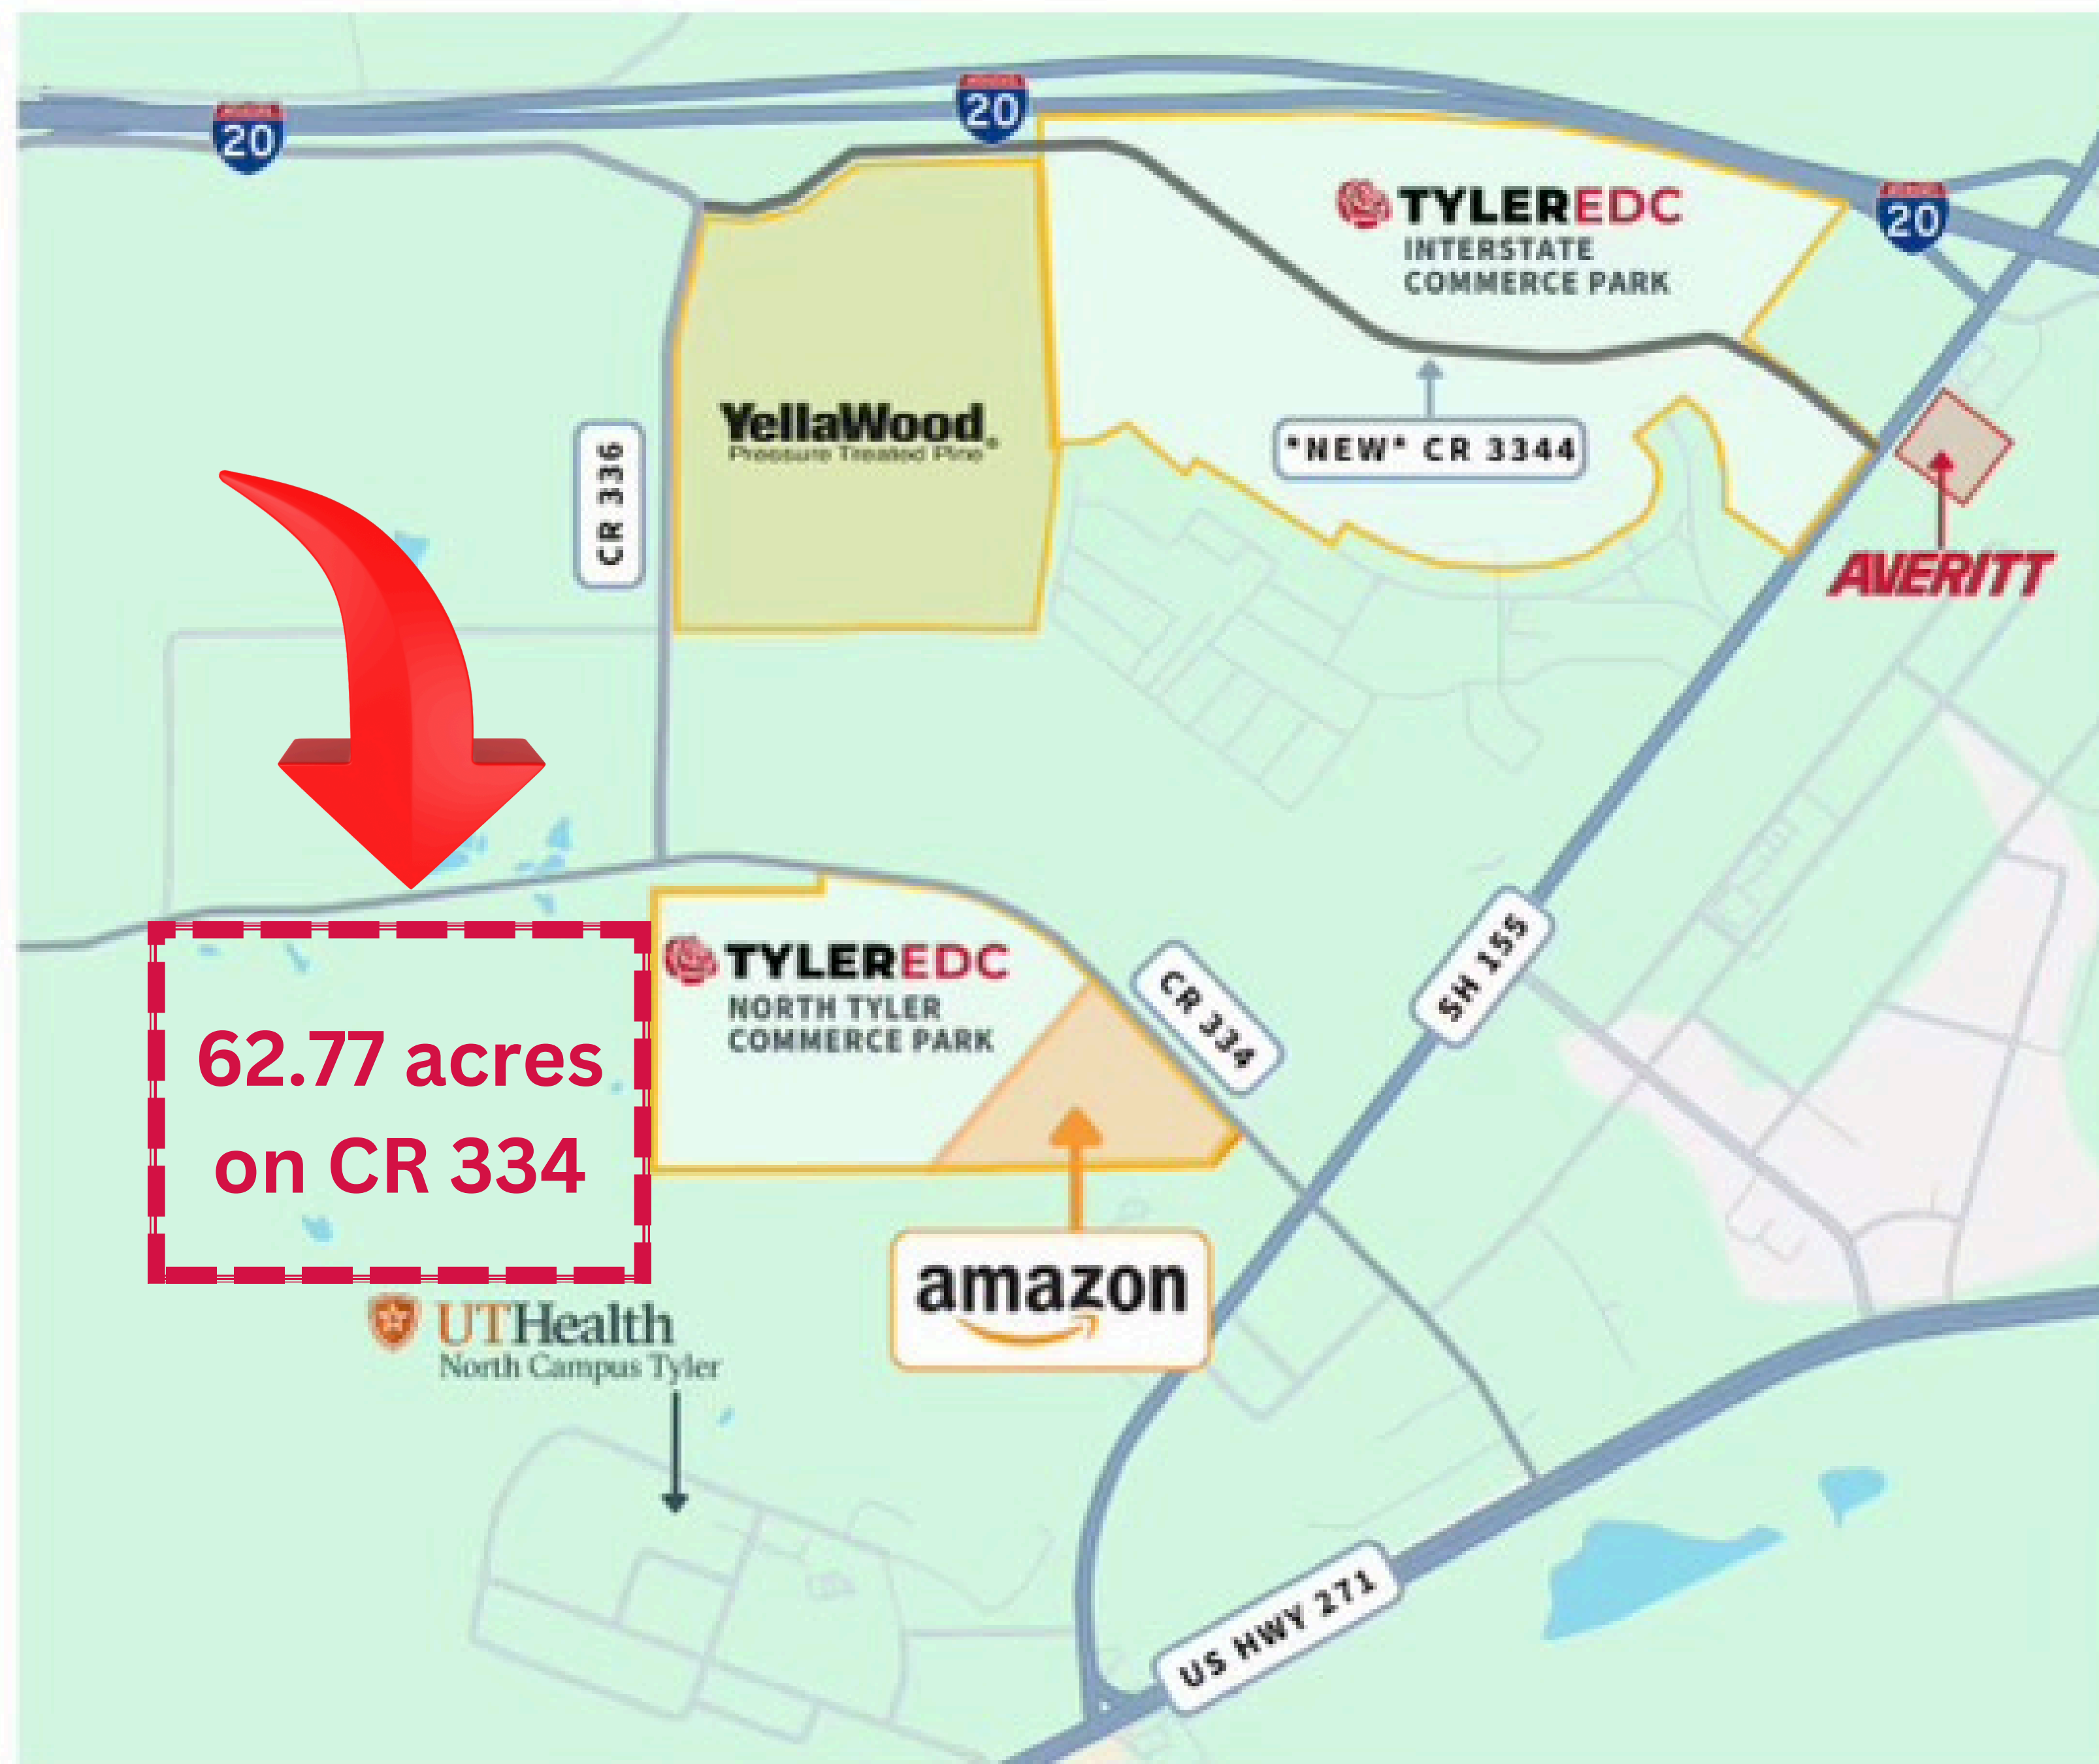 20
20
20
TYLEREDC
INTERSTATE
COMMERCE PARK
YellaWood®
Pressure Treated Pine
*NEW* CR 3344
CR 336
AVERITT
TYLEREDC
NORTH TYLER
COMMERCE PARK
CR 334
SH 155
62.77 acres
on CR 334
amazon
UTHealth
North Campus Tyler
US HWY 271